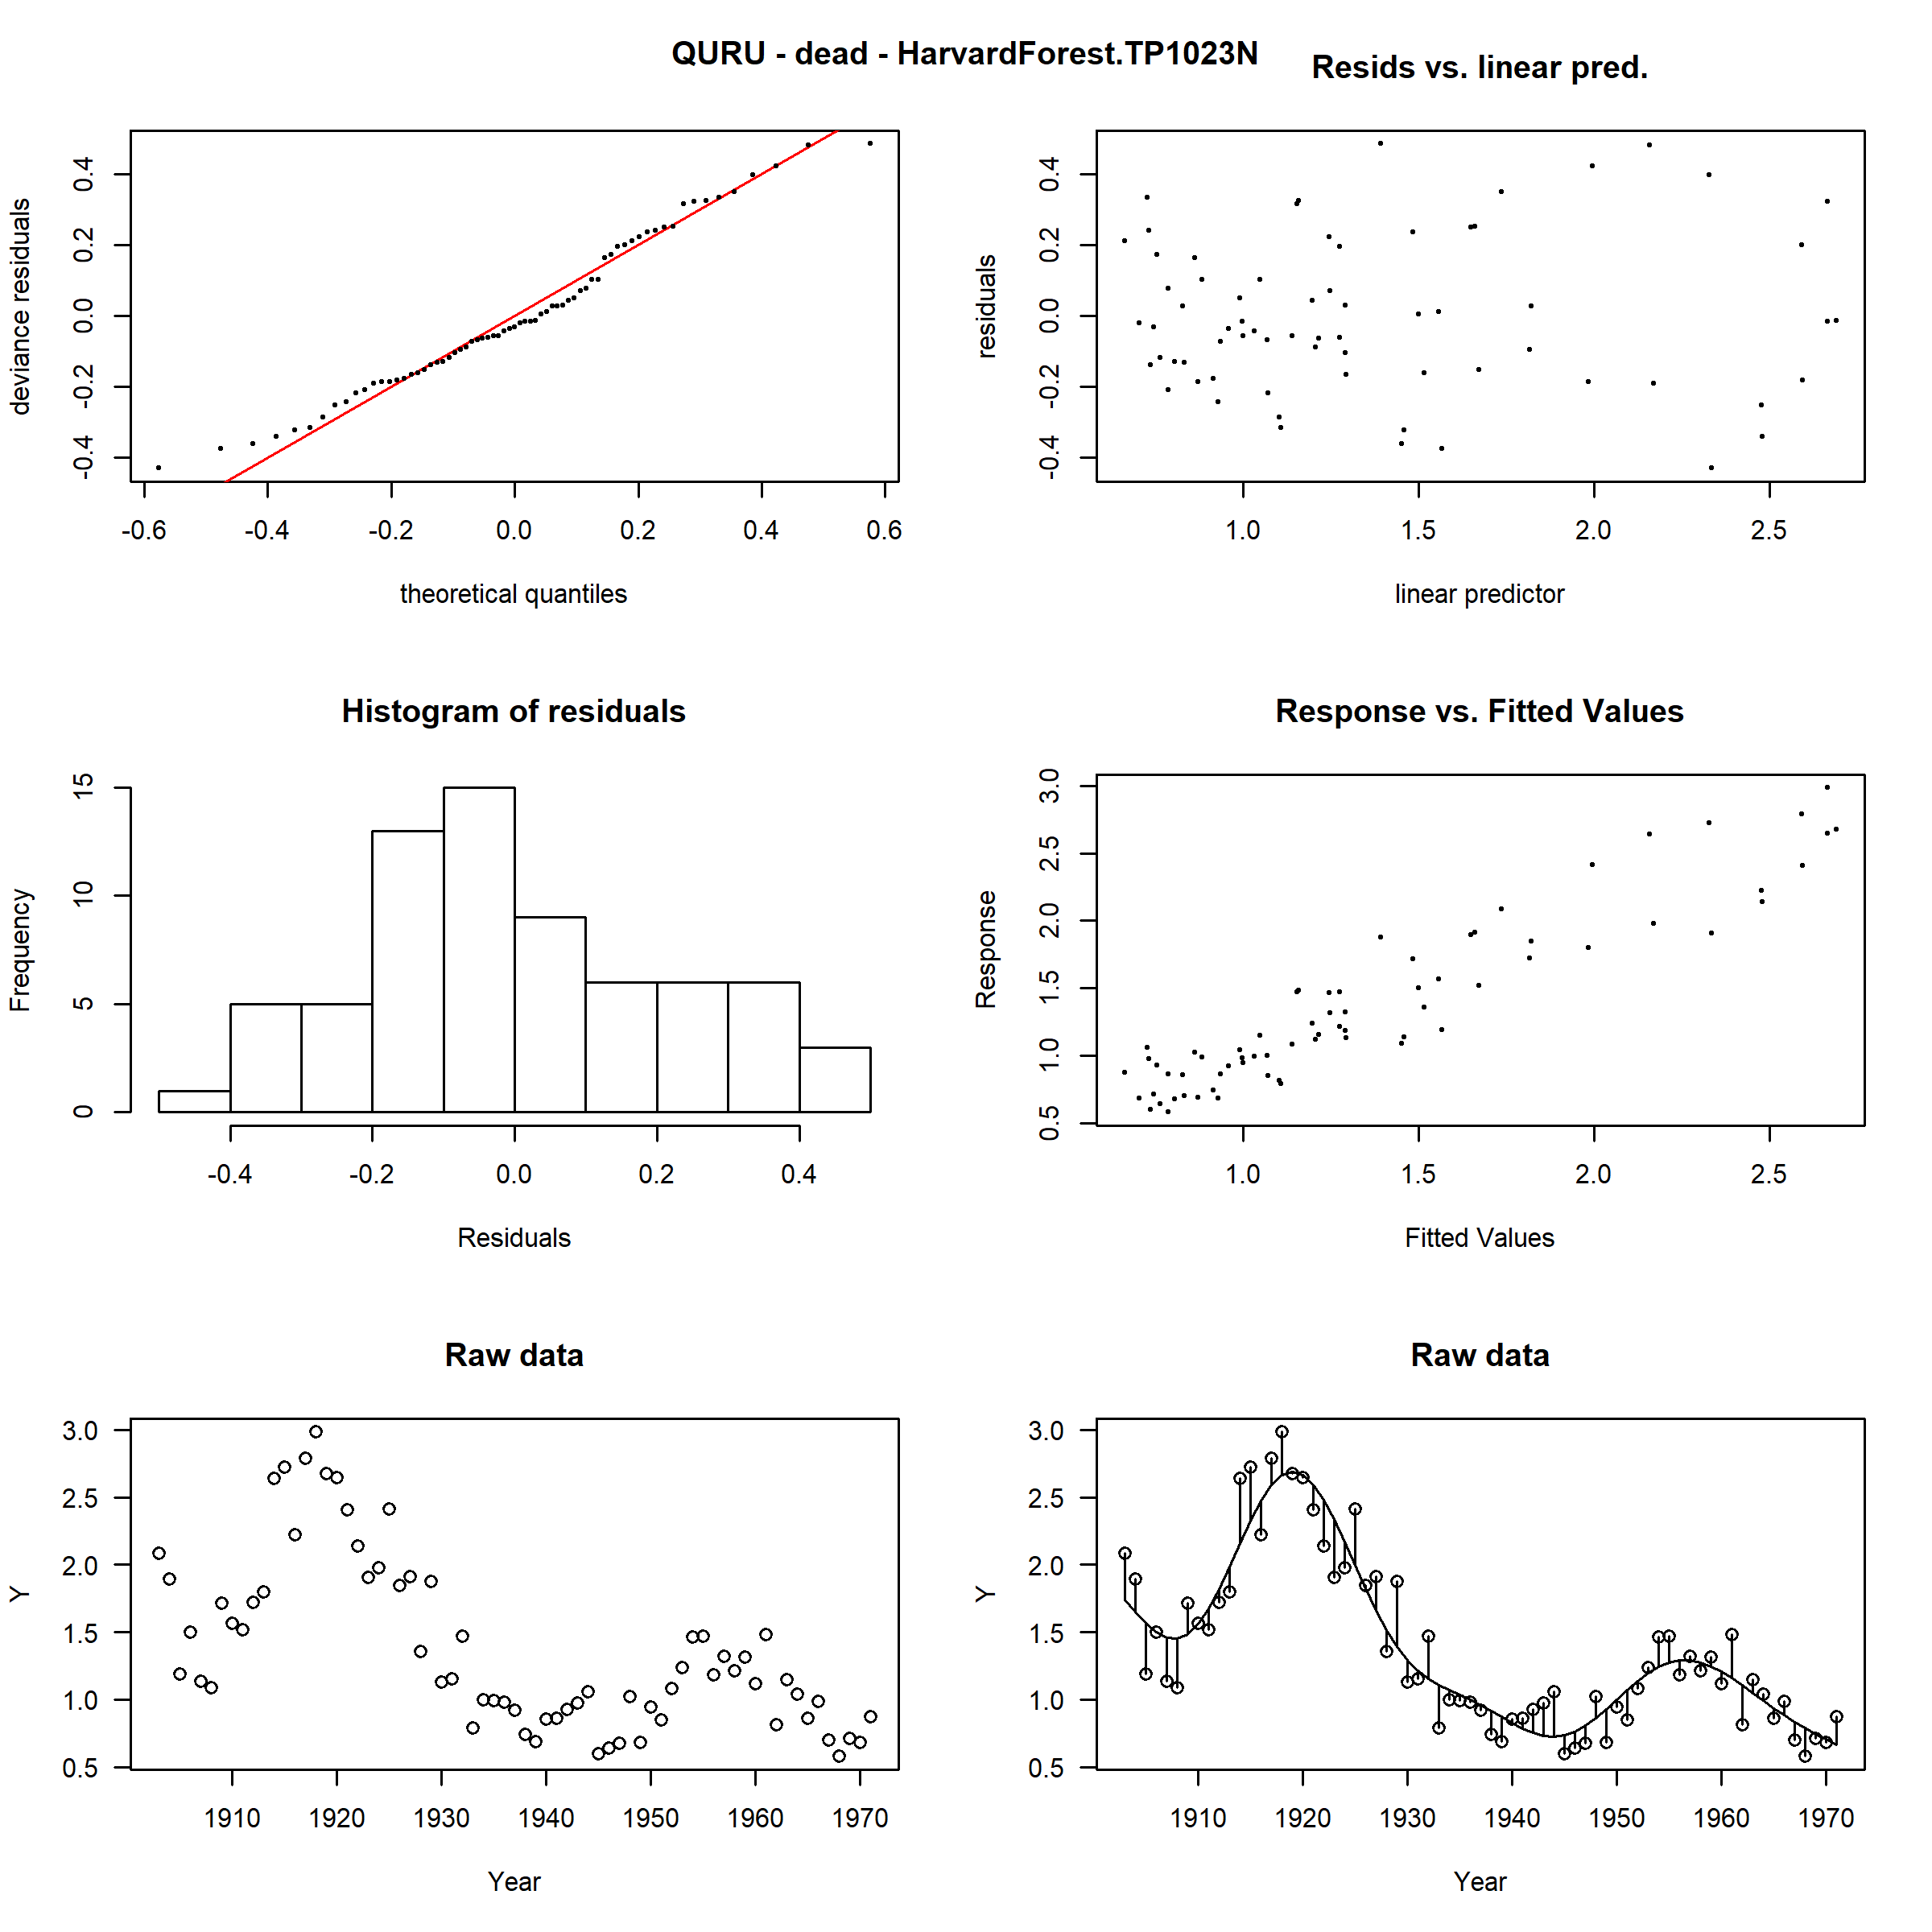 QURU - dead - HarvardForest.TP1023N
Resids vs. linear pred.
deviance residuals
-0.4 -0.2 0.0 0.2 0.4
-0.6 -0.4 -0.2 0.0 0.2 0.4 0.6
theoretical quantiles
residuals
-0.4 -0.2 0.0 0.2 0.4
1.0 1.5 2.0 2.5
linear predictor
Histogram of residuals
Frequency
0 5 10 15
-0.4 -0.2 0.0 0.2 0.4
Residuals
Response vs. Fitted Values
Response
0.5 1.0 1.5 2.0 2.5 3.0
1.0 1.5 2.0 2.5
Fitted Values
Raw data
Y
3.0
2.5
2.0
1.5
1.0
0.5
1910 1920 1930 1940 1950 1960 1970
Year
Raw data
Y
3.0
2.5
2.0
1.5
1.0
0.5
1910 1920 1930 1940 1950 1960 1970
Year